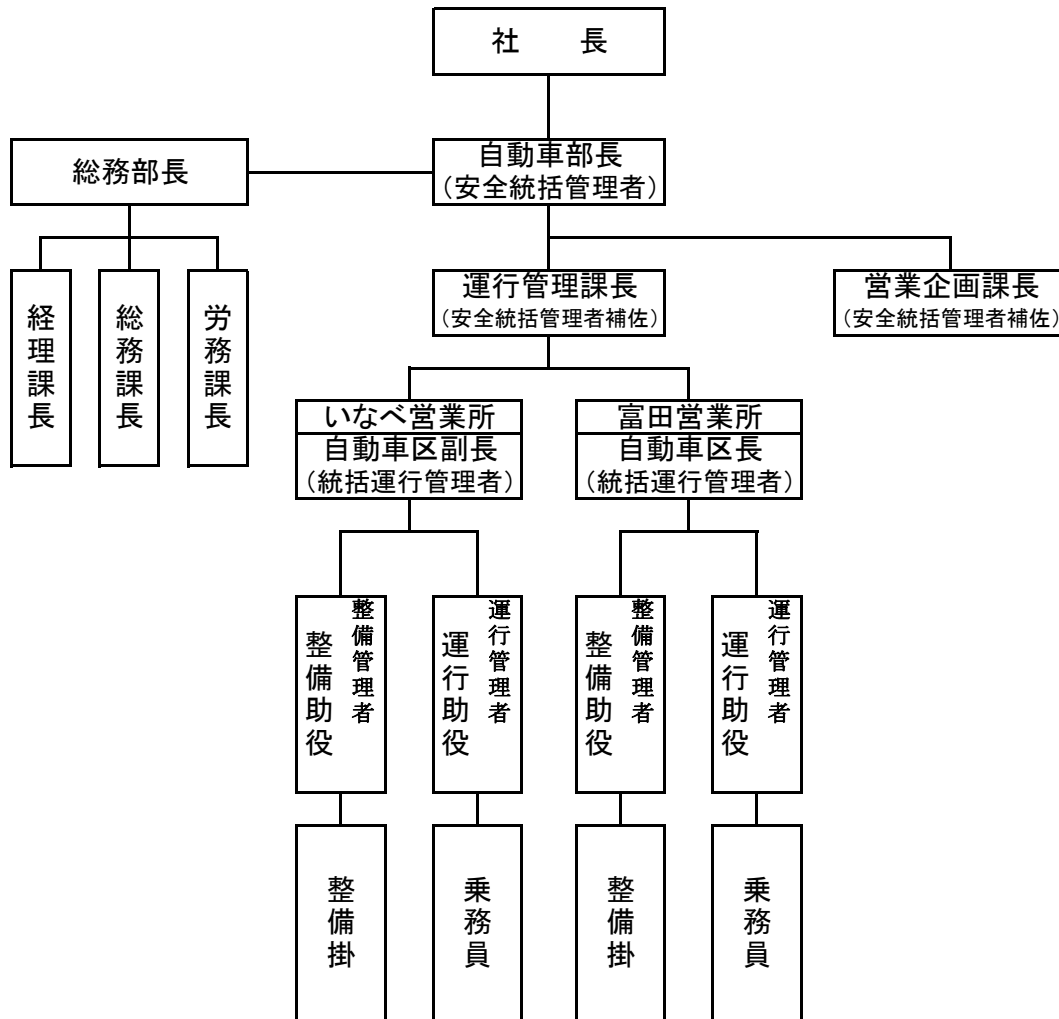 社　　長
自動車部長
（安全統括管理者）
総務部長
運行管理課長
（安全統括管理者補佐）
営業企画課長
（安全統括管理者補佐）
経理課長
総務課長
労務課長
いなべ営業所
自動車区副長
（統括運行管理者）
富田営業所
自動車区長
（統括運行管理者）
整備管理者
整備助役
運行管理者
運行助役
整備管理者
整備助役
運行管理者
運行助役
整備掛
乗務員
整備掛
乗務員